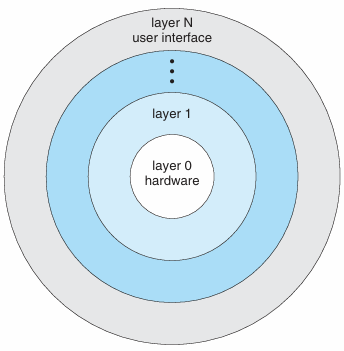 layer N
user interface
layer 1
layer 0
hardware